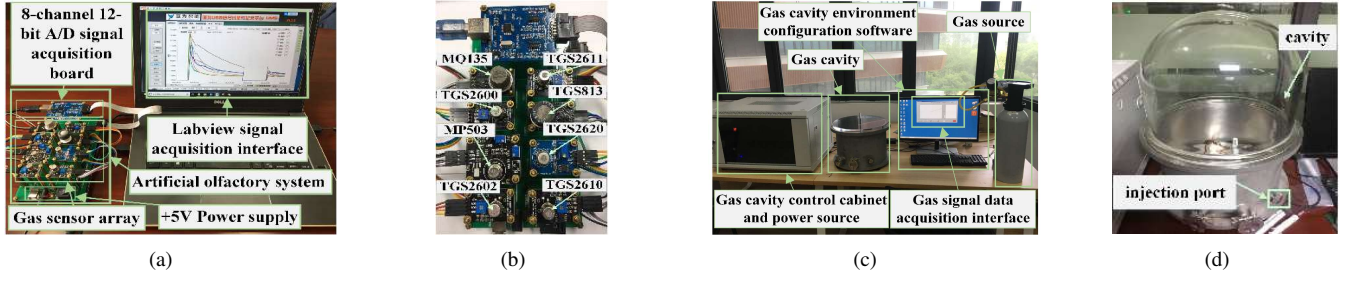 8-channel 12-
bit A/D signal
acquisition
board
Labview signal
acquisition interface
Artificial olfactory system
Gas sensor array
+5V Power supply
(a)
MQ135
TGS2611
TGS2600
TGS813
MP503
TGS2620
TGS2602
TGS2610
(b)
Gas cavity environment
configuration software
Gas source
Gas cavity
Gas cavity control cabinet
and power source
Gas signal data
acquisition interface
(c)
cavity
injection port
(d)